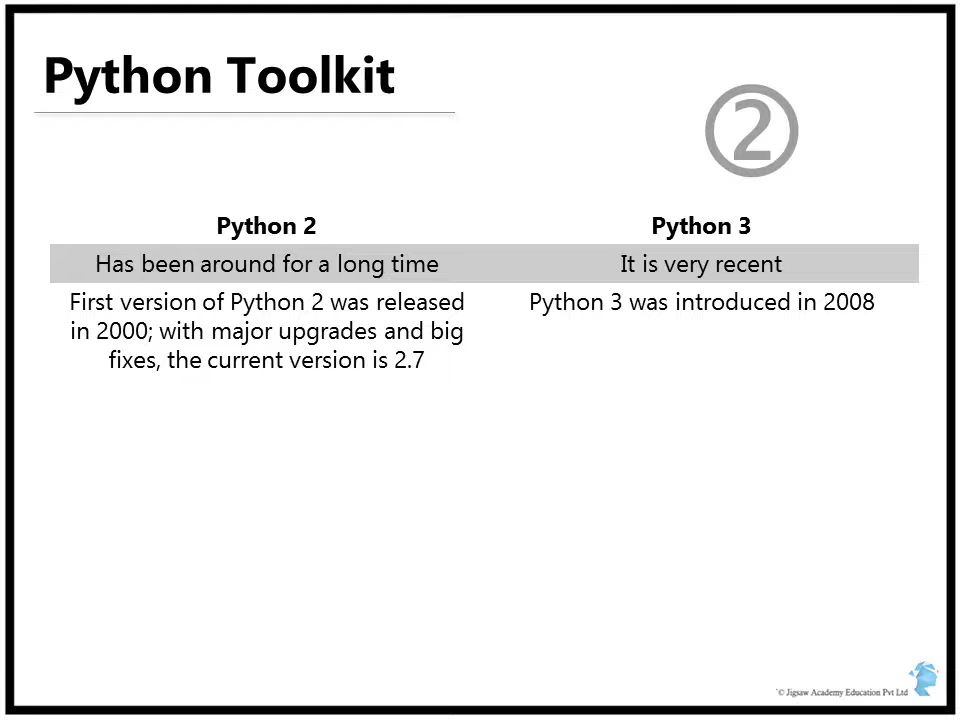 Python Toolkit
2
Python 2
Python 3
Has been around for a long time
It is very recent
First version of Python 2 was released
in 2000; with major upgrades and big
fixes, the current version is 2.7
Python 3 was introduced in 2008
© Jigsaw Academy Education Pvt Ltd